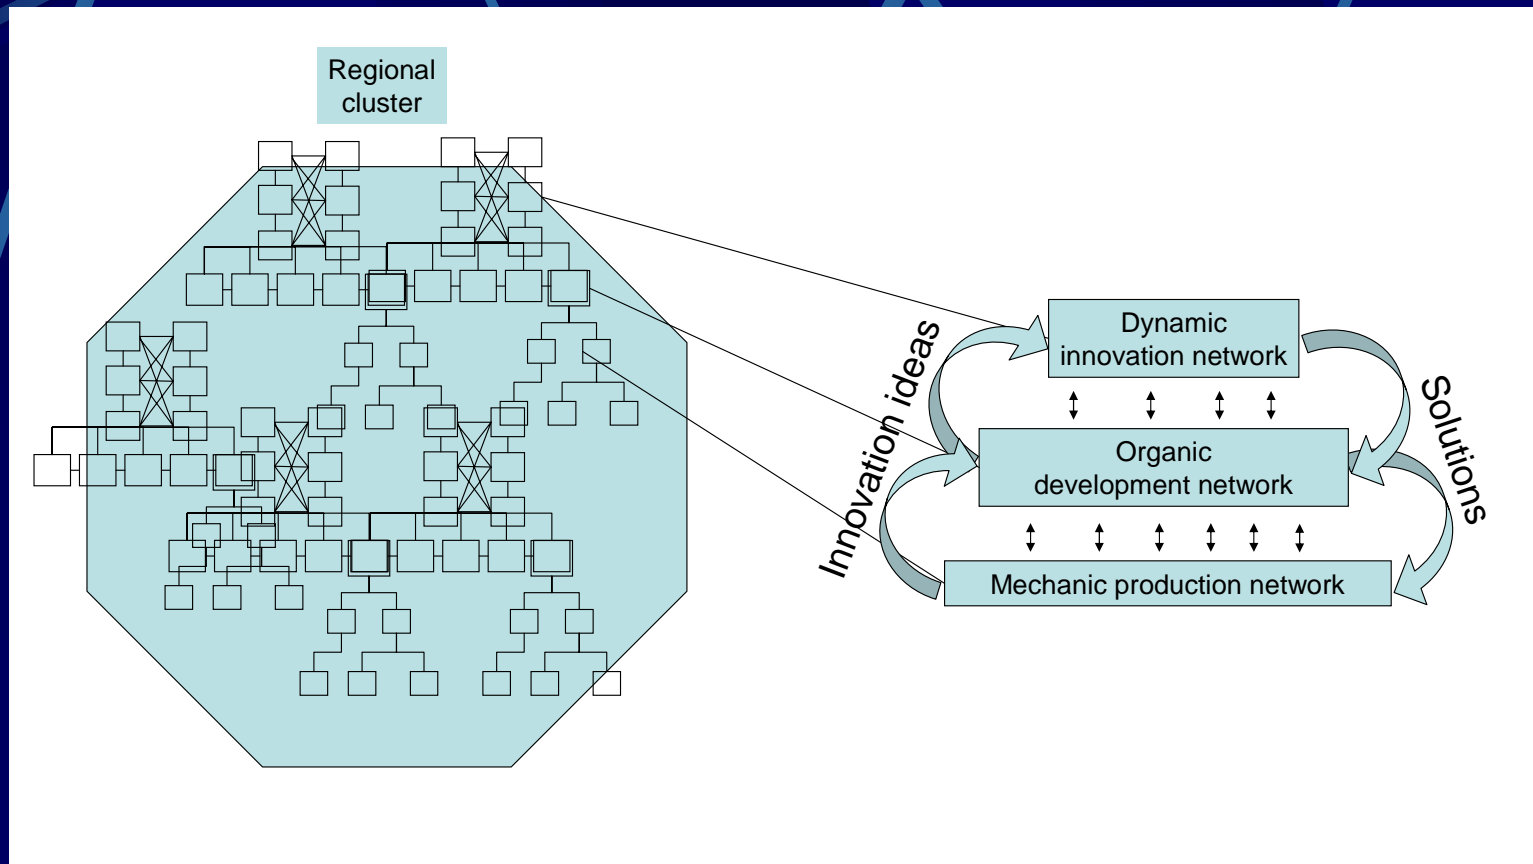 Regional
cluster
Dynamic
innovation network
Innovation ideas
Solutions
Organic
development network
Mechanic production network